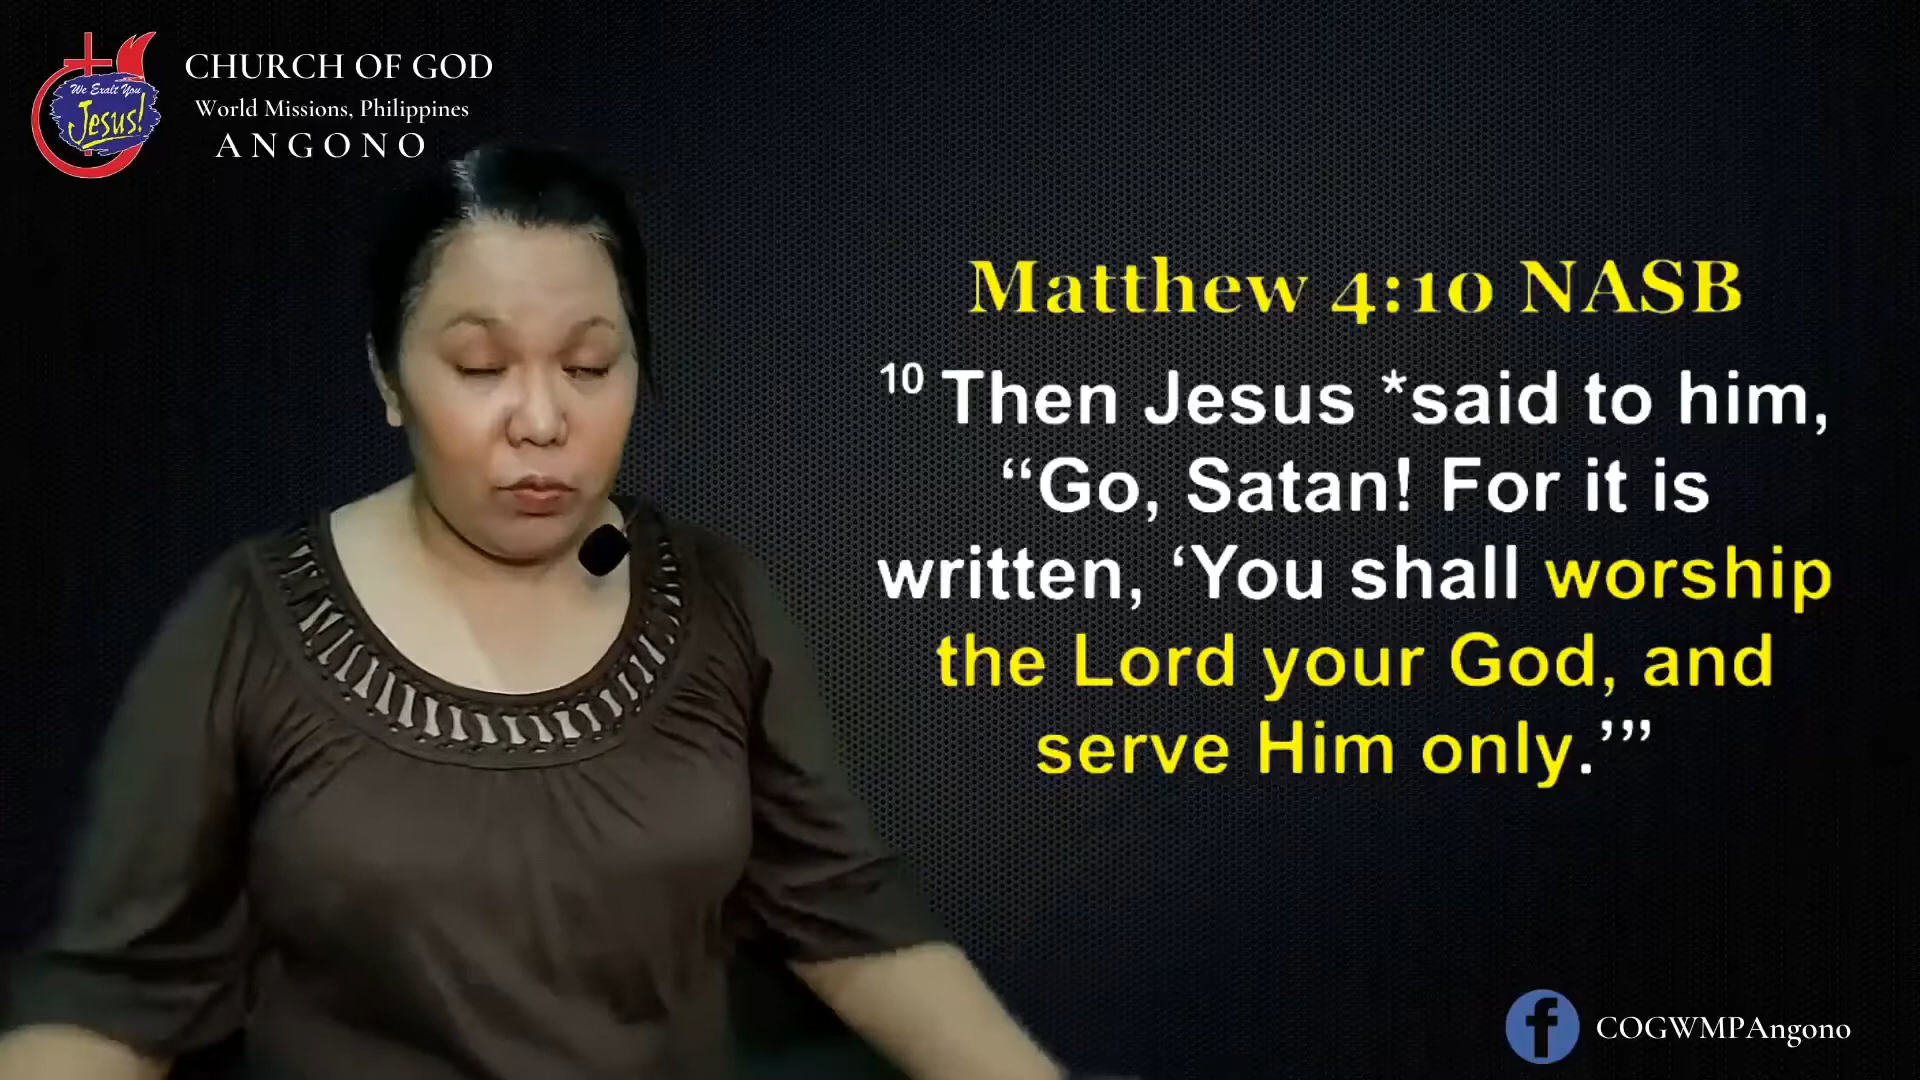 We Exalt You
Jesus!
CHURCH OF GOD
World Missions, Philippines
ANGONO
Matthew 4:10 NASB
10 Then Jesus *said to him,
“Go, Satan! For it is
written, ‘You shall worship
the Lord your God, and
serve Him only.’”
f COGWMPAngono